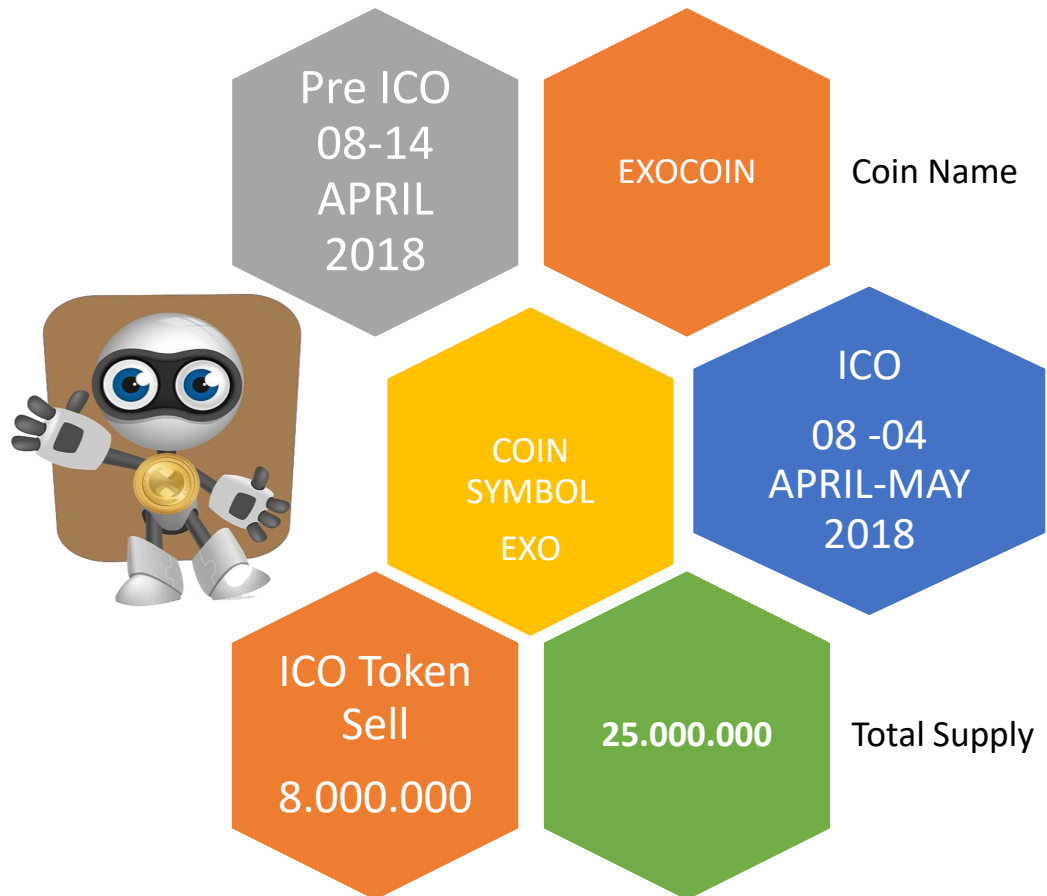 Pre ICO
08-14
APRIL
2018
EXOCOIN
Coin Name
COIN
SYMBOL
EXO
ICO
08 -04
APRIL-MAY
2018
ICO Token
Sell
8.000.000
25.000.000
Total Supply